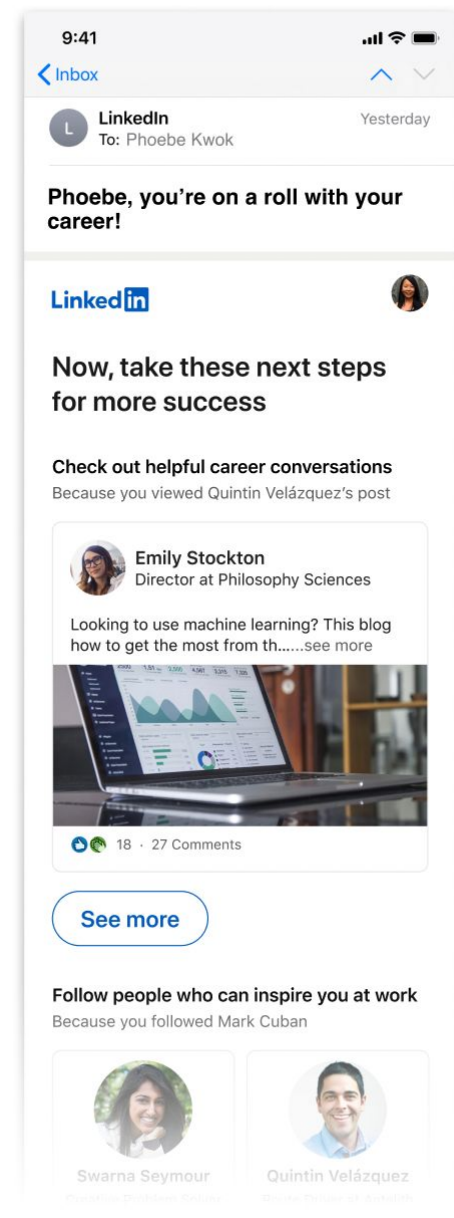 9:41
Inbox
L
LinkedIn
Yesterday
To: Phoebe Kwok
Phoebe, you’re on a roll with your
career!
Linked in
Now, take these next steps
for more success
Check out helpful career conversations
Because you viewed Quintin Velázquez’s post
Emily Stockton
Director at Philosophy Sciences
Looking to use machine learning? This blog
how to get the most from th......see more
18 · 27 Comments
See more
Follow people who can inspire you at work
Because you followed Mark Cuban
Swarna Seymour
Quintin Velázquez